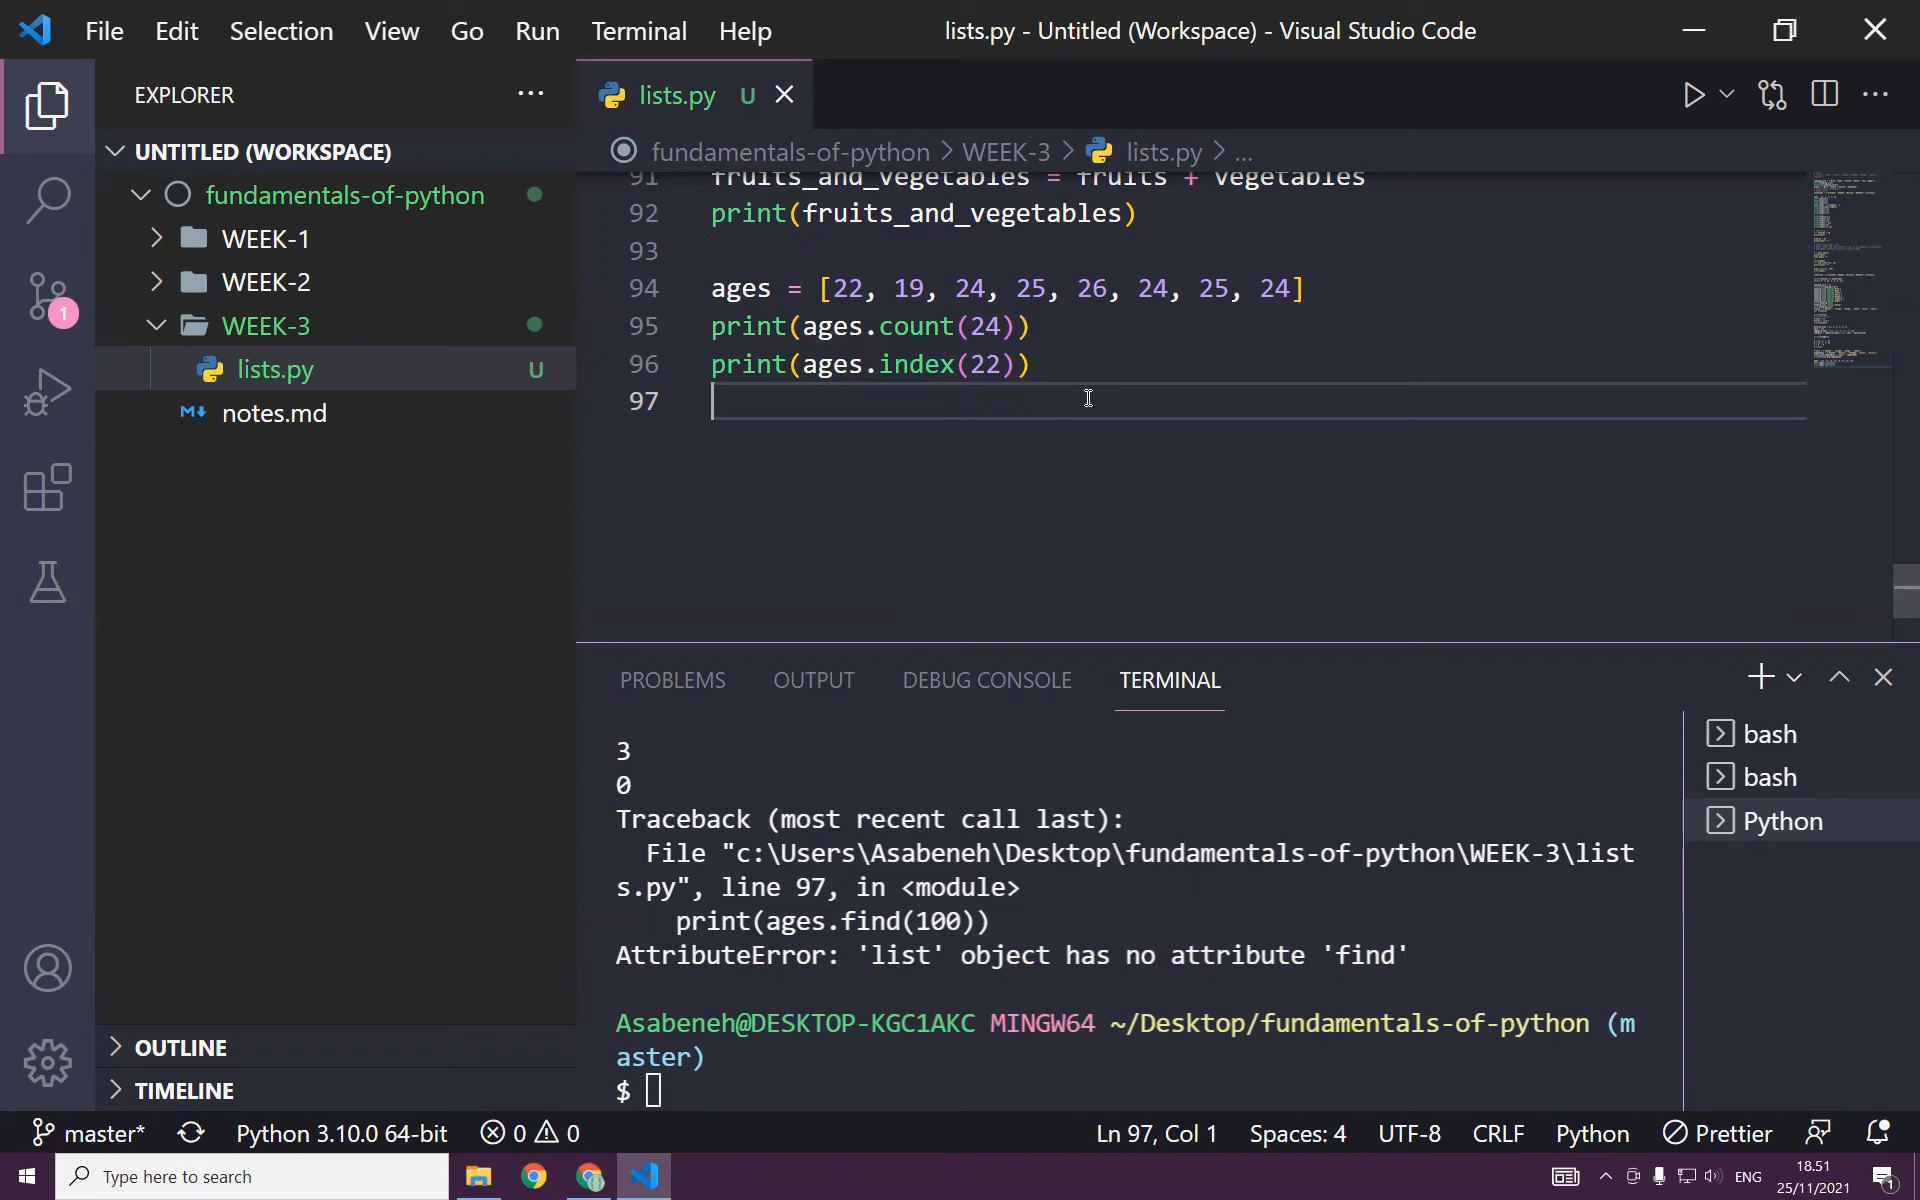 File Edit Selection View Go Run Terminal Help lists.py - Untitled (Workspace) - Visual Studio Code
EXPLORER
lists.py U
UNTITLED (WORKSPACE)
fundamentals-of-python
WEEK-1
WEEK-2
WEEK-3
lists.py U
notes.md
OUTLINE
TIMELINE
fundamentals-of-python > WEEK-3 > lists.py > ...
91 fruits_and_vegetables = fruits + vegetables
92 print(fruits_and_vegetables)
93
94 ages = [22, 19, 24, 25, 26, 24, 25, 24]
95 print(ages.count(24))
96 print(ages.index(22))
97
PROBLEMS OUTPUT DEBUG CONSOLE TERMINAL
3
0
Traceback (most recent call last):
File "c:\Users\Asabeneh\Desktop\fundamentals-of-python\WEEK-3\list
s.py", line 97, in <module>
print(ages.find(100))
AttributeError: 'list' object has no attribute 'find'
Asabeneh@DESKTOP-KGC1AKC MINGW64 ~/Desktop/fundamentals-of-python (m
aster)
$
bash
bash
Python
1
master* Python 3.10.0 64-bit 0 0 Ln 97, Col 1 Spaces: 4 UTF-8 CRLF Python Prettier
Type here to search
ENG
18.51
25/11/2021
1